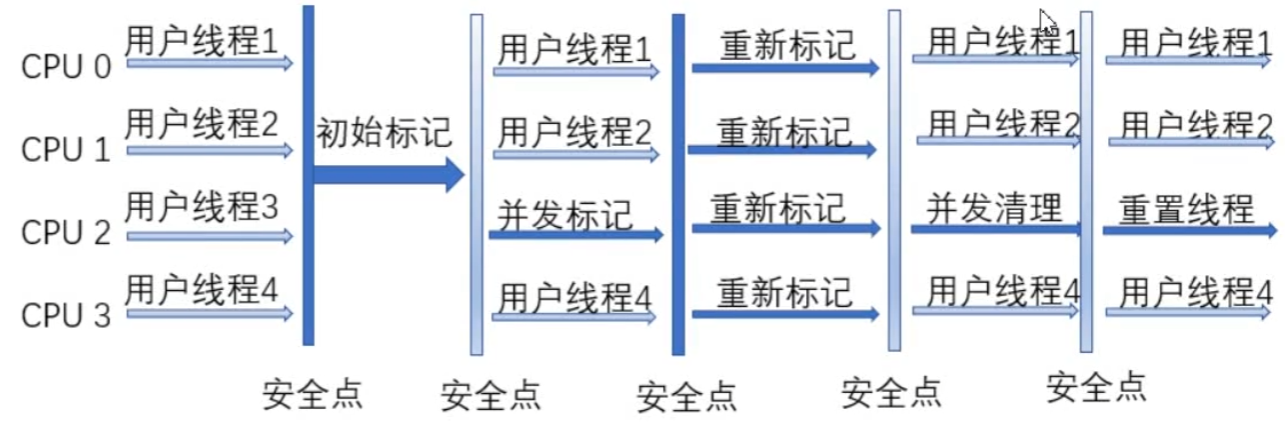 CPU 0 用户线程1 用户线程1 重新标记 用户线程1 用户线程1
CPU 1 用户线程2 初始标记 用户线程2 重新标记 用户线程2 用户线程2
CPU 2 用户线程3 并发标记 重新标记 并发清理 重置线程
CPU 3 用户线程4 用户线程4 重新标记 用户线程4 用户线程4
安全点 安全点 安全点 安全点 安全点